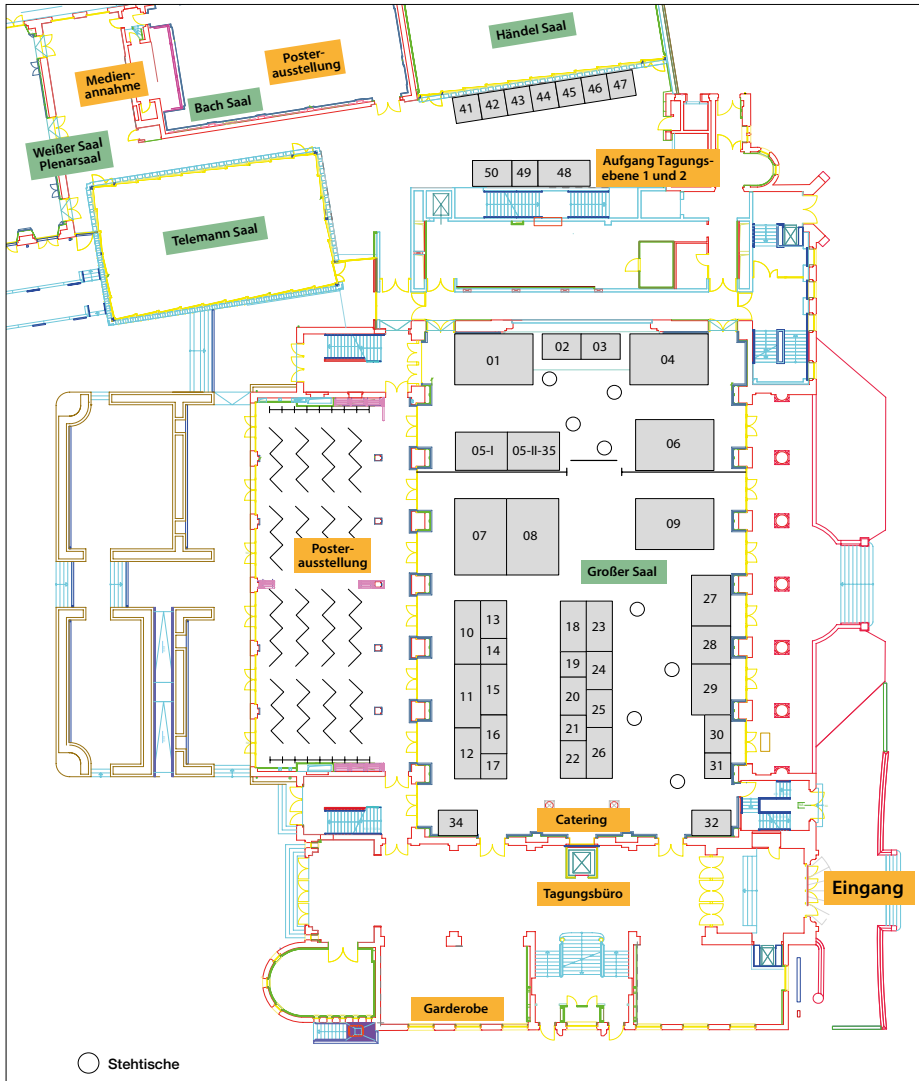 Händel Saal
Poster-
ausstellung
Medien-
annahme
Bach Saal
41 42 43 44 45 46 47
Weißer Saal
Plenarsaal
Aufgang Tagungs-
ebene 1 und 2
50 49 48
Telemann Saal
01 02 03 04
05-I 05-II-35 06
07 08 09
Poster-
ausstellung
Großer Saal
27
10 13 18 23
14 28
19 24
11 15 20 29
25
16 21 30
12 17 22 26 31
34 Catering 32
Tagungsbüro
Eingang
Garderobe
Stehtische